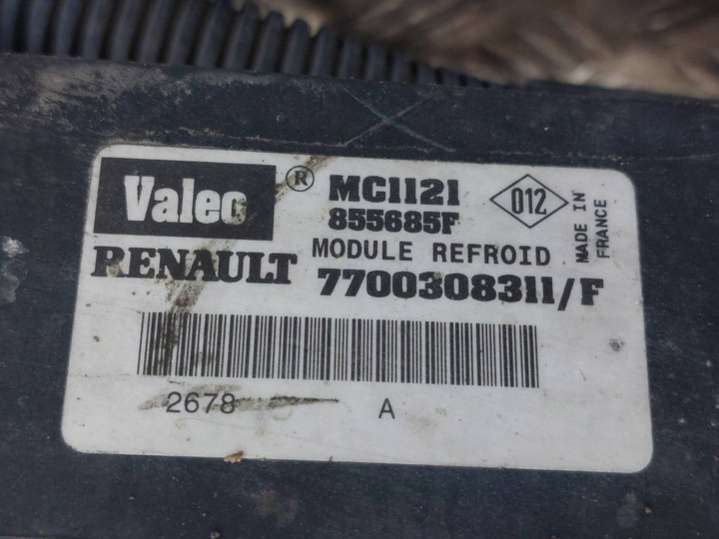 Valeo ® MC1121
855685F
012
MADE IN
FRANCE
MODULE REFROID
RENAULT 7700308311/F
2678 A